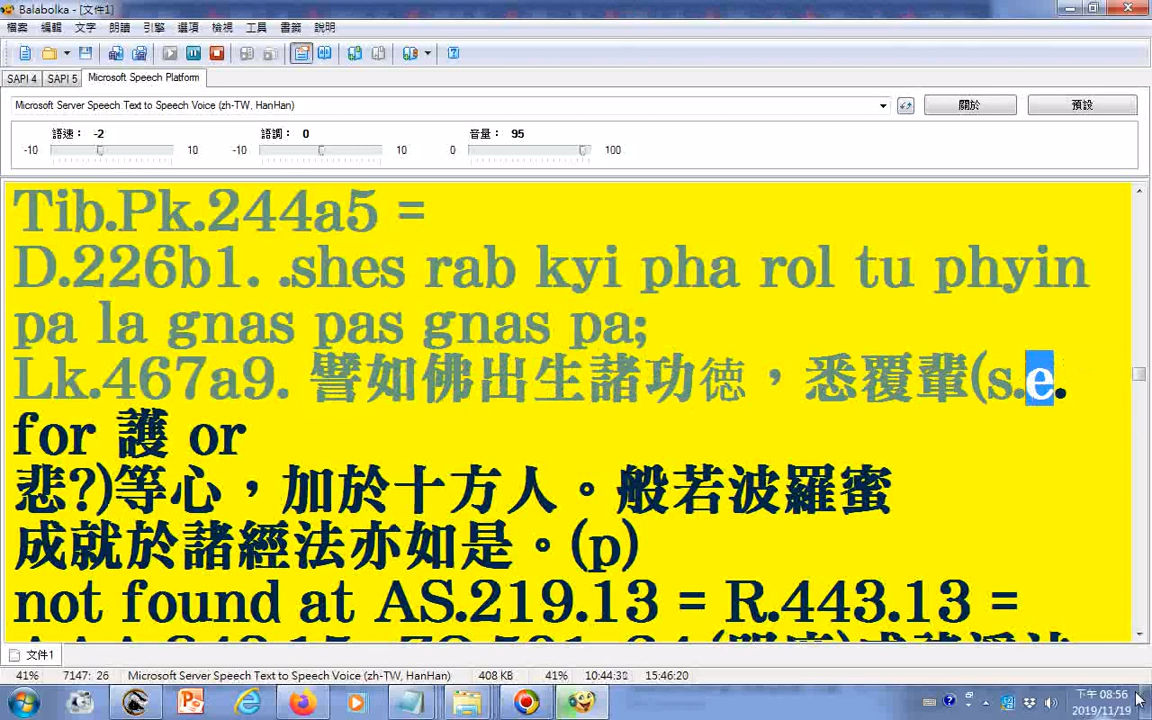 Balabolka - [文件1]
檔案 編輯 文字 朗讀 引擎 選項 檢視 工具 書籤 說明
SAPI 4 SAPI 5 Microsoft Speech Platform
Microsoft Server Speech Text to Speech Voice (zh-TW, HanHan) 關於 預設
語速： -2 語調： 0 音量： 95
-10 10 -10 10 0 100
Tib.Pk.244a5 =
D.226b1. .shes rab kyi pha rol tu phyin
pa la gnas pas gnas pa;
Lk.467a9. 譬如佛出生諸功德，悉覆輩(s.e.
for 護 or
悲?)等心，加於十方人。般若波羅蜜
成就於諸經法亦如是。(p)
not found at AS.219.13 = R.443.13 =
文件1
41% 7147: 26 Microsoft Server Speech Text to Speech Voice (zh-TW, HanHan) 408 KB 41% 10:44:32 15:46:20
下午 08:56
2019/11/19